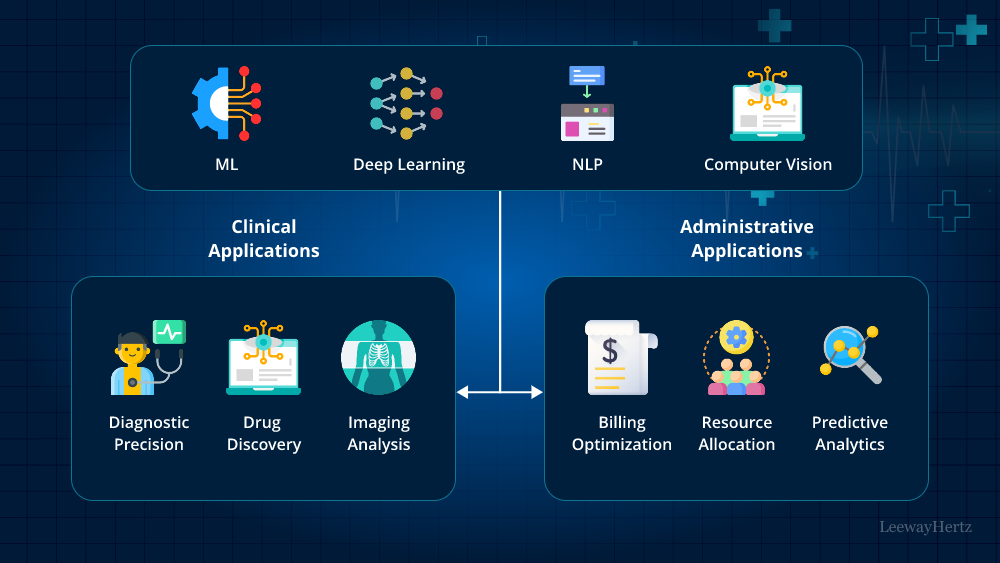 ML
Deep Learning
NLP
Computer Vision
Clinical
Applications
Administrative
Applications
Diagnostic
Precision
Drug
Discovery
Imaging
Analysis
$
Billing
Optimization
Resource
Allocation
Predictive
Analytics
LeewayHertz